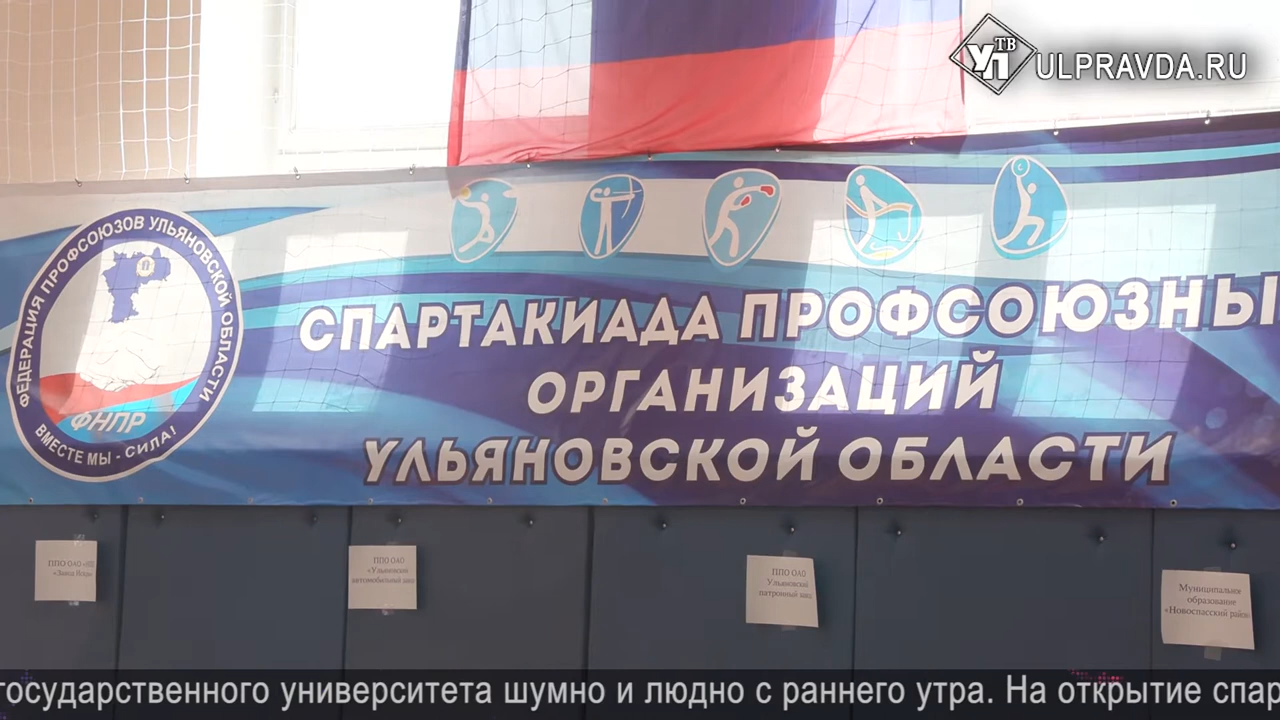 УП ТВ ULPRAVDA.RU
ФЕДЕРАЦИЯ ПРОФСОЮЗОВ УЛЬЯНОВСКОЙ ОБЛАСТИ
ФНПР
ВМЕСТЕ МЫ - СИЛА!
СПАРТАКИАДА ПРОФСОЮЗНЫ
ОРГАНИЗАЦИЙ
УЛЬЯНОВСКОЙ ОБЛАСТИ
ППО ОАО
ППО ОАО
«Ульяновский
автомобильный
ППО ОАО
Ульяновский
патронный завод
Муниципальное
образование
«Новоспасский район»
государственного университета шумно и людно с раннего утра. На открытие спар